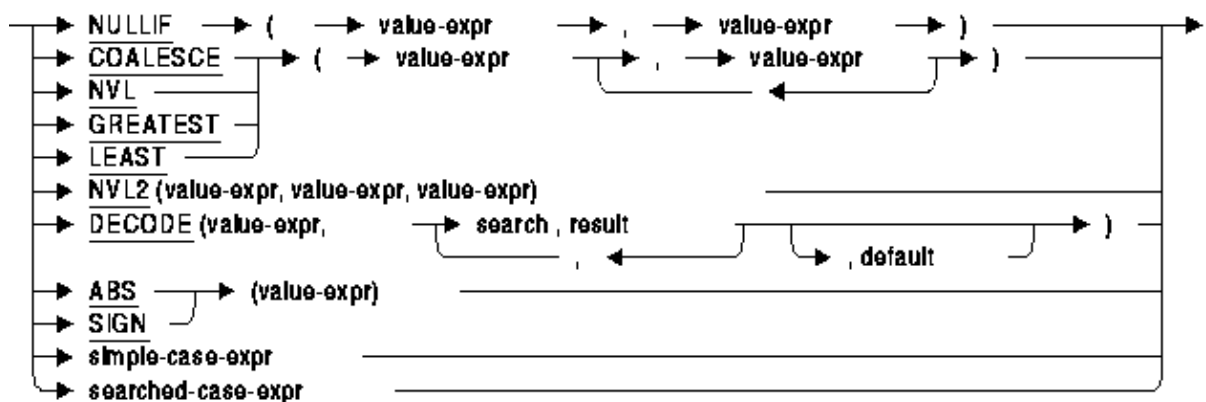 NULLIF ( value-expr , value-expr )
COALESCE ( value-expr , value-expr )
NVL ,
GREATEST
LEAST
NVL2 (value-expr, value-expr, value-expr)
DECODE (value-expr, search , result )
, , default
ABS (value-expr)
SIGN
simple-case-expr
searched-case-expr